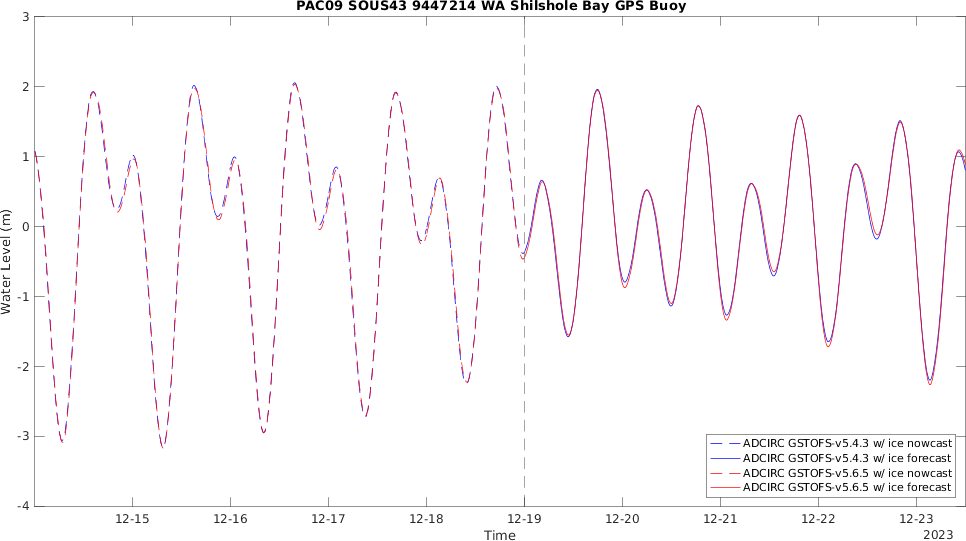 PAC09 SOUS43 9447214 WA Shilshole Bay GPS Buoy
3
2
1
0
-1
-2
-3
-4
Water Level (m)
ADCIRC GSTOFS-v5.4.3 w/ ice nowcast
ADCIRC GSTOFS-v5.4.3 w/ ice forecast
ADCIRC GSTOFS-v5.6.5 w/ ice nowcast
ADCIRC GSTOFS-v5.6.5 w/ ice forecast
12-15 12-16 12-17 12-18 12-19 12-20 12-21 12-22 12-23
Time
2023